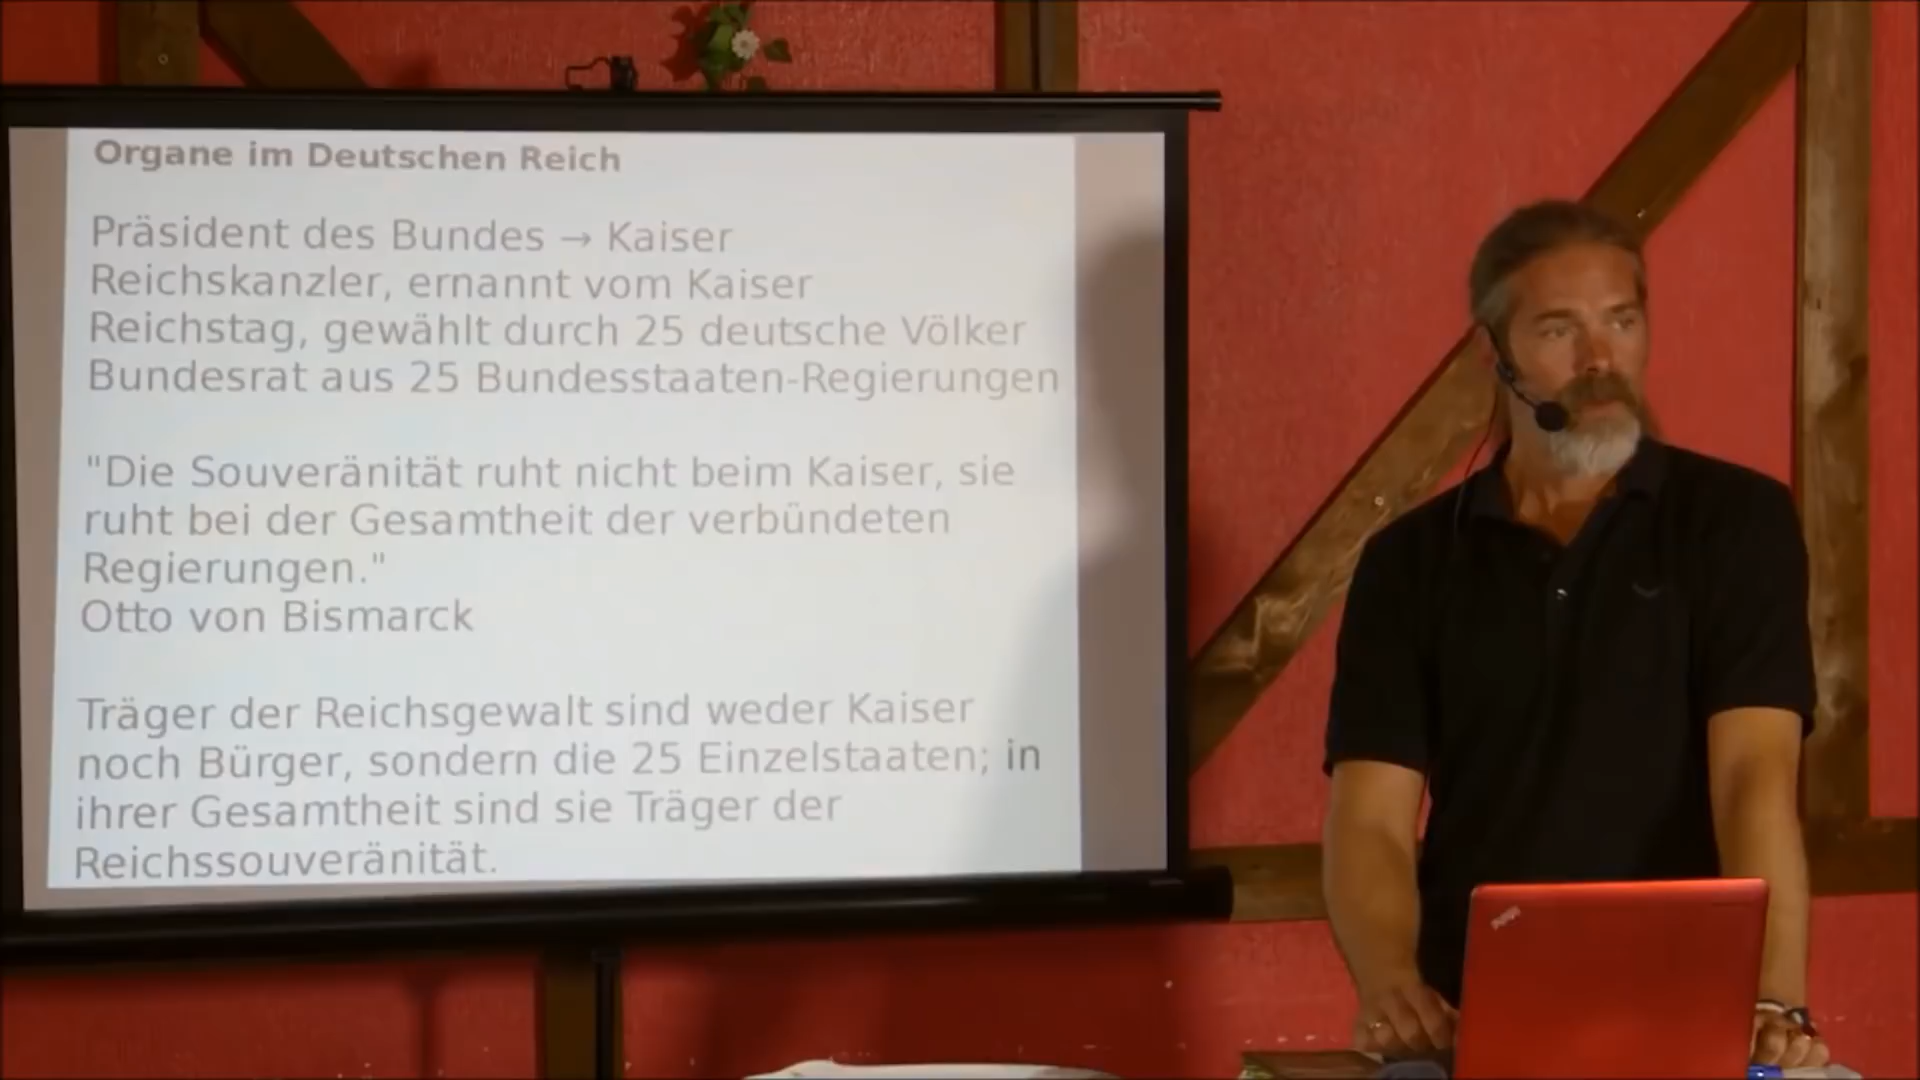 Organe im Deutschen Reich
Präsident des Bundes → Kaiser
Reichskanzler, ernannt vom Kaiser
Reichstag, gewählt durch 25 deutsche Völker
Bundesrat aus 25 Bundesstaaten-Regierungen
"Die Souveränität ruht nicht beim Kaiser, sie
ruht bei der Gesamtheit der verbündeten
Regierungen."
Otto von Bismarck
Träger der Reichsgewalt sind weder Kaiser
noch Bürger, sondern die 25 Einzelstaaten; in
ihrer Gesamtheit sind sie Träger der
Reichssouveränität.